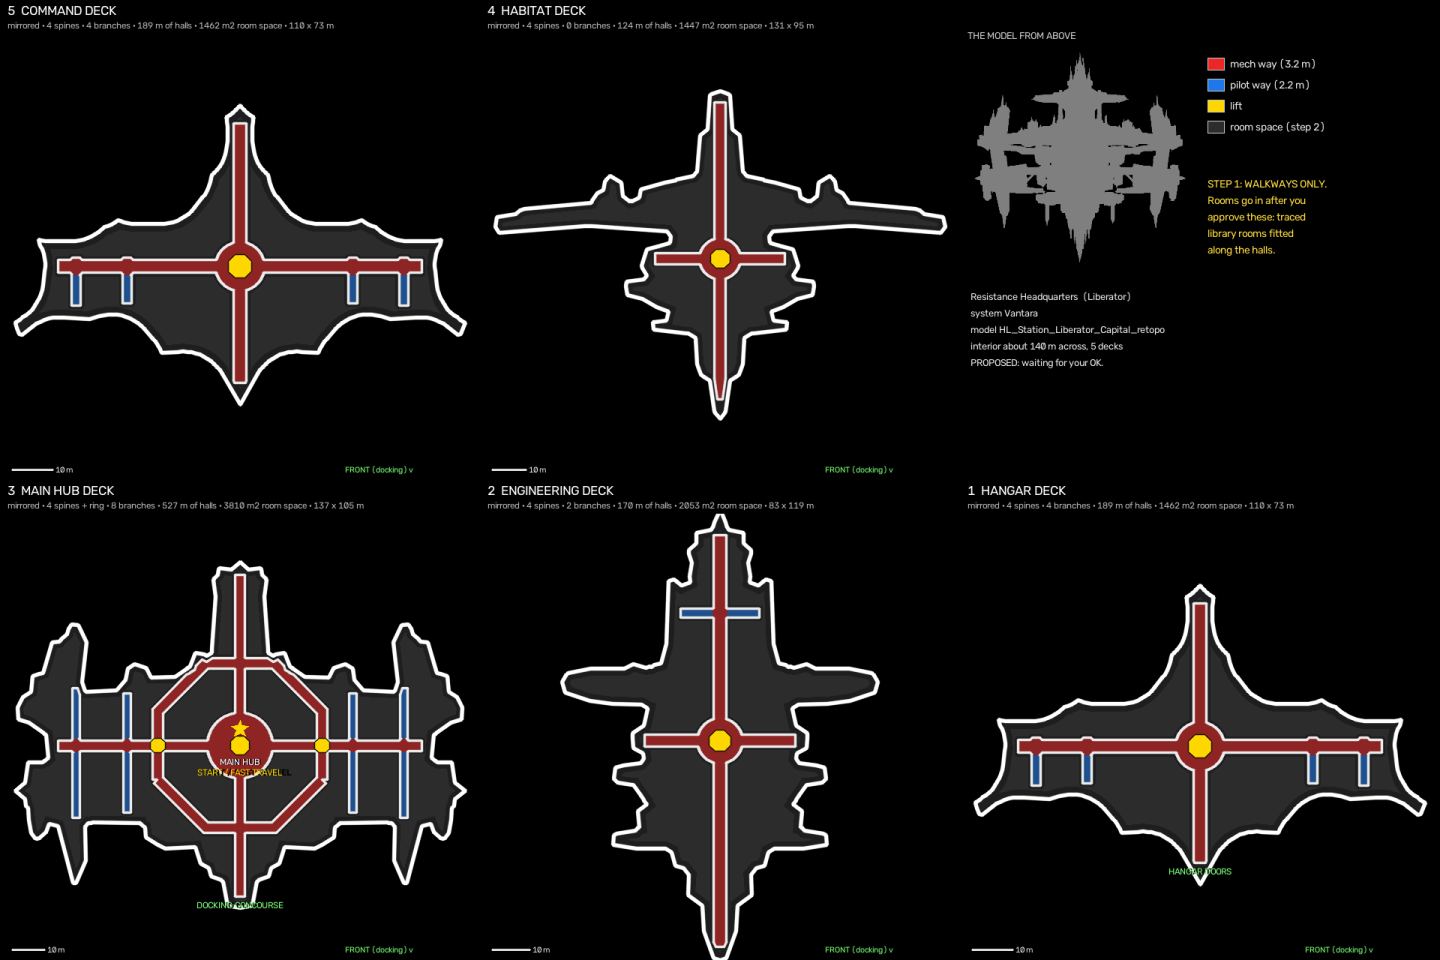 5 COMMAND DECK
mirrored • 4 spines • 4 branches • 189 m of halls • 1462 m2 room space • 110 x 73 m
10 m
FRONT (docking) v
4 HABITAT DECK
mirrored • 4 spines • 0 branches • 124 m of halls • 1447 m2 room space • 131 x 95 m
10 m
FRONT (docking) v
THE MODEL FROM ABOVE
mech way (3.2 m)
pilot way (2.2 m)
lift
room space (step 2)
STEP 1: WALKWAYS ONLY.
Rooms go in after you
approve these: traced
library rooms fitted
along the halls.
Resistance Headquarters (Liberator)
system Vantara
model HL_Station_Liberator_Capital_retopo
interior about 140 m across, 5 decks
PROPOSED: waiting for your OK.
3 MAIN HUB DECK
mirrored • 4 spines + ring • 8 branches • 527 m of halls • 3810 m2 room space • 137 x 105 m
MAIN HUB
START / FAST TRAVEL
DOCKING CONCOURSE
10 m
FRONT (docking) v
2 ENGINEERING DECK
mirrored • 4 spines • 2 branches • 170 m of halls • 2053 m2 room space • 83 x 119 m
10 m
FRONT (docking) v
1 HANGAR DECK
mirrored • 4 spines • 4 branches • 189 m of halls • 1462 m2 room space • 110 x 73 m
HANGAR DOORS
10 m
FRONT (docking) v